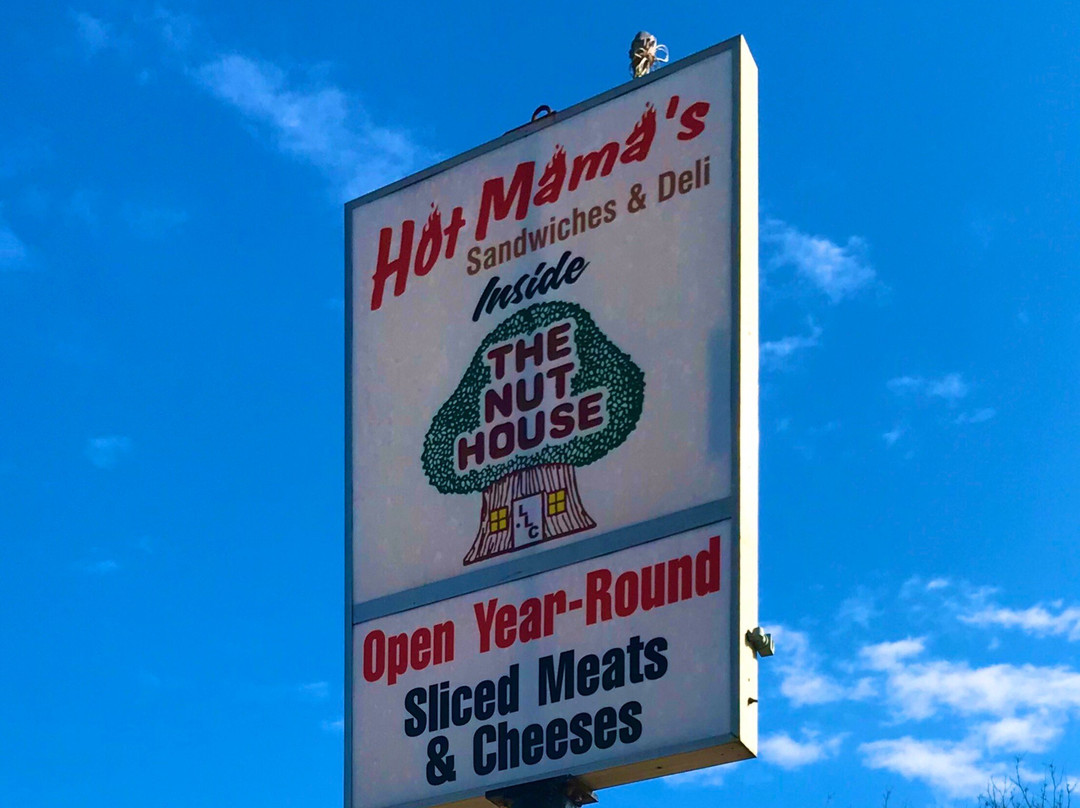 Hot Mama's
Sandwiches & Deli
Inside
THE
NUT
HOUSE
LLC
Open Year-Round
Sliced Meats
& Cheeses